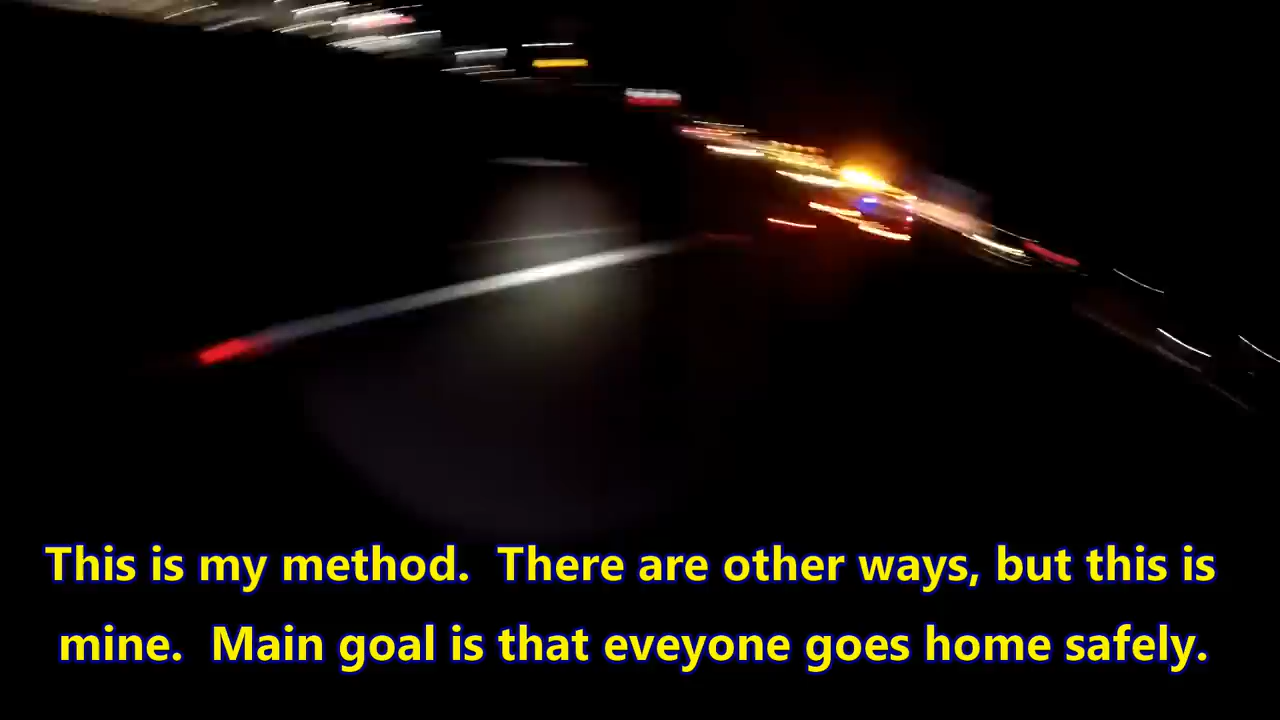 This is my method.  There are other ways, but this is
mine.  Main goal is that eveyone goes home safely.